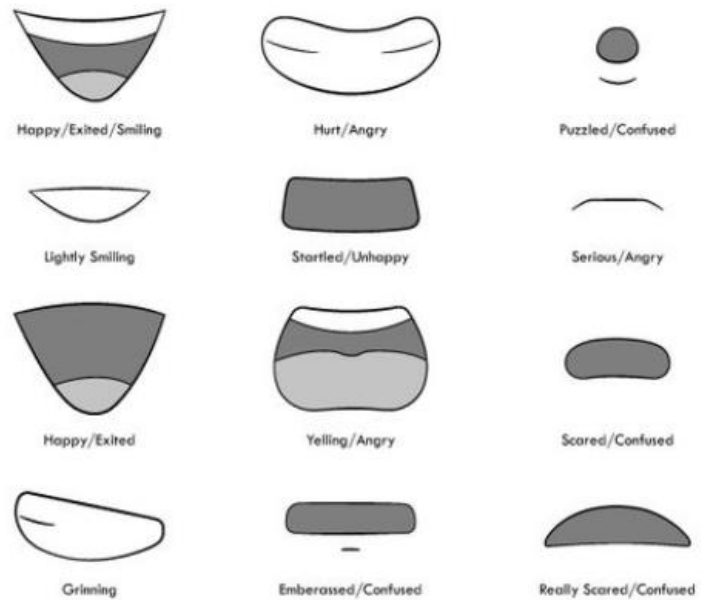 Happy/Exited/Smiling
Hurt/Angry
Puzzled/Confused
Lightly Smiling
Startled/Unhappy
Serious/Angry
Happy/Exited
Yelling/Angry
Scared/Confused
Grinning
Emberassed/Confused
Really Scared/Confused